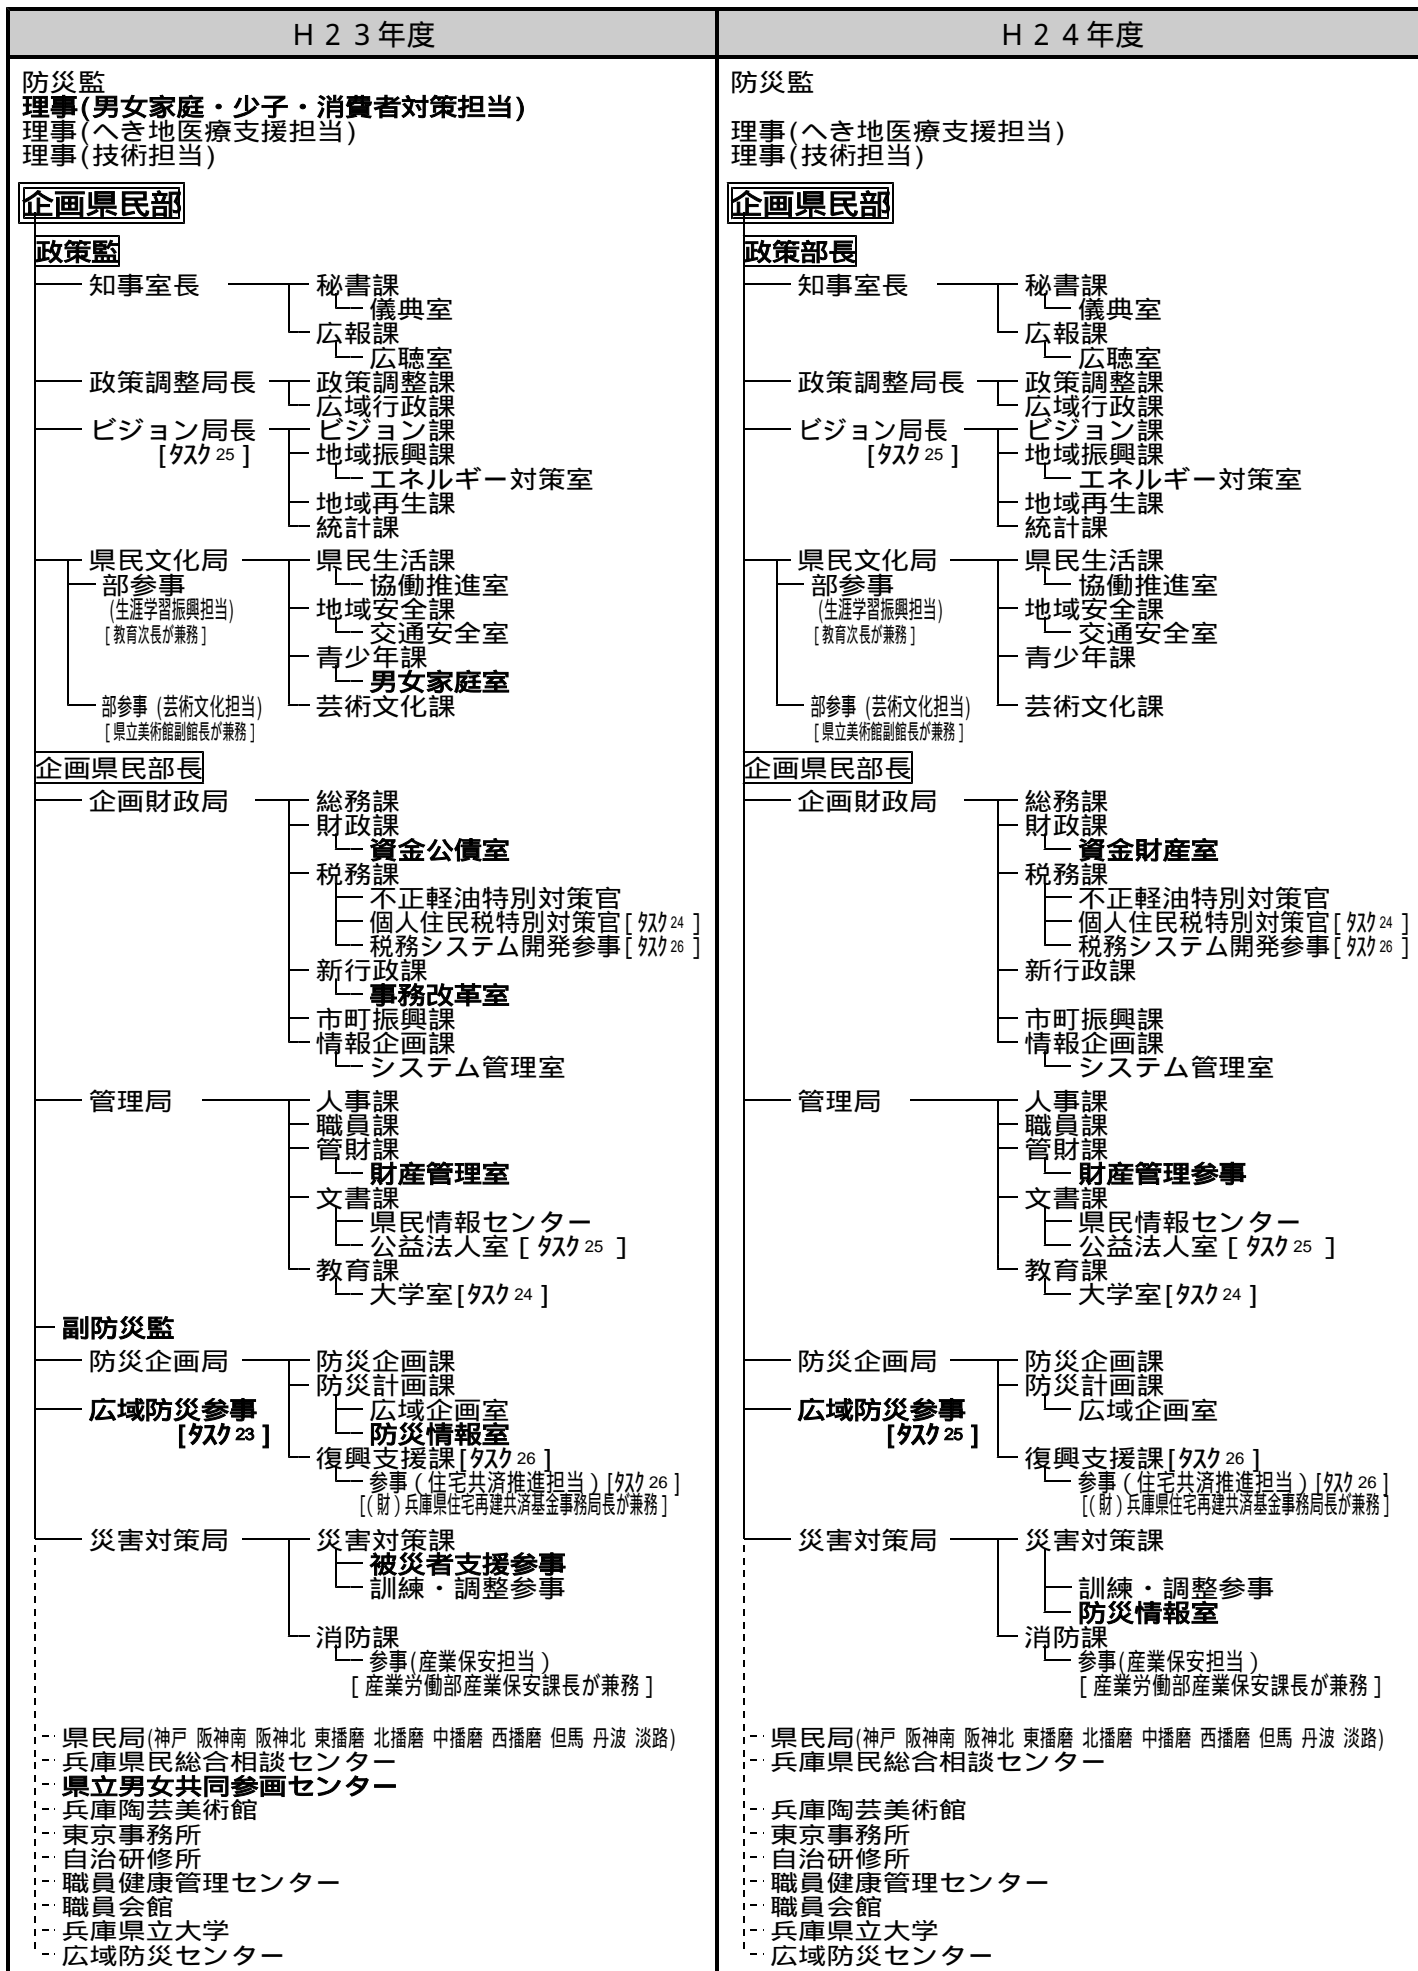 H23年度
防災監
理事(男女家庭・少子・消費者対策担当)
理事(へき地医療支援担当)
理事(技術担当)
企画県民部
政策監
知事室長 秘書課
儀典室
広報課
広聴室
政策調整局長 政策調整課
広域行政課
ビジョン局長 ビジョン課
[ﾀｽｸ25] 地域振興課
エネルギー対策室
地域再生課
統計課
県民文化局 県民生活課
部参事 協働推進室
(生涯学習振興担当) 地域安全課
[教育次長が兼務] 交通安全室
青少年課
男女家庭室
部参事(芸術文化担当) 芸術文化課
[県立美術館副館長が兼務]
企画県民部長
企画財政局 総務課
財政課
資金公債室
税務課
不正軽油特別対策官
個人住民税特別対策官[ﾀｽｸ24]
税務システム開発参事[ﾀｽｸ26]
新行政課
事務改革室
市町振興課
情報企画課
システム管理室
管理局 人事課
職員課
管財課
財産管理室
文書課
県民情報センター
公益法人室[ﾀｽｸ25]
教育課
大学室[ﾀｽｸ24]
副防災監
防災企画局 防災企画課
防災計画課
広域防災参事 広域企画室
[ﾀｽｸ23] 防災情報室
復興支援課[ﾀｽｸ26]
参事(住宅共済推進担当)[ﾀｽｸ26]
[(財)兵庫県住宅再建共済基金事務局長が兼務]
災害対策局 災害対策課
被災者支援参事
訓練・調整参事
消防課
参事(産業保安担当)
[産業労働部産業保安課長が兼務]
県民局(神戸 阪神南 阪神北 東播磨 北播磨 中播磨 西播磨 但馬 丹波 淡路)
兵庫県民総合相談センター
県立男女共同参画センター
兵庫陶芸美術館
東京事務所
自治研修所
職員健康管理センター
職員会館
兵庫県立大学
広域防災センター
H24年度
防災監
理事(へき地医療支援担当)
理事(技術担当)
企画県民部
政策部長
知事室長 秘書課
儀典室
広報課
広聴室
政策調整局長 政策調整課
広域行政課
ビジョン局長 ビジョン課
[ﾀｽｸ25] 地域振興課
エネルギー対策室
地域再生課
統計課
県民文化局 県民生活課
部参事 協働推進室
(生涯学習振興担当) 地域安全課
[教育次長が兼務] 交通安全室
青少年課
部参事(芸術文化担当) 芸術文化課
[県立美術館副館長が兼務]
企画県民部長
企画財政局 総務課
財政課
資金財産室
税務課
不正軽油特別対策官
個人住民税特別対策官[ﾀｽｸ24]
税務システム開発参事[ﾀｽｸ26]
新行政課
市町振興課
情報企画課
システム管理室
管理局 人事課
職員課
管財課
財産管理参事
文書課
県民情報センター
公益法人室[ﾀｽｸ25]
教育課
大学室[ﾀｽｸ24]
防災企画局 防災企画課
防災計画課
広域防災参事 広域企画室
[ﾀｽｸ25]
復興支援課[ﾀｽｸ26]
参事(住宅共済推進担当)[ﾀｽｸ26]
[(財)兵庫県住宅再建共済基金事務局長が兼務]
災害対策局 災害対策課
訓練・調整参事
防災情報室
消防課
参事(産業保安担当)
[産業労働部産業保安課長が兼務]
県民局(神戸 阪神南 阪神北 東播磨 北播磨 中播磨 西播磨 但馬 丹波 淡路)
兵庫県民総合相談センター
兵庫陶芸美術館
東京事務所
自治研修所
職員健康管理センター
職員会館
兵庫県立大学
広域防災センター